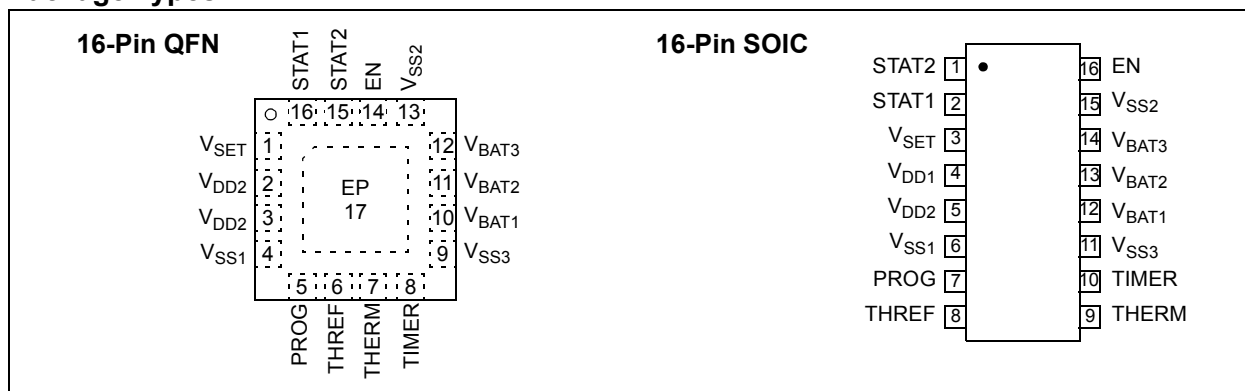 16-Pin QFN
STAT1
STAT2
EN
VSS2
16 15 14 13
VSET 1
VDD2 2
VDD2 3
VSS1 4
EP
17
12 VBAT3
11 VBAT2
10 VBAT1
9 VSS3
5 6 7 8
PROG
THREF
THERM
TIMER
16-Pin SOIC
STAT2 1
STAT1 2
VSET 3
VDD1 4
VDD2 5
VSS1 6
PROG 7
THREF 8
16 EN
15 VSS2
14 VBAT3
13 VBAT2
12 VBAT1
11 VSS3
10 TIMER
9 THERM